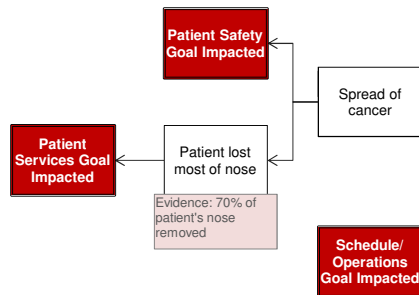 Patient Safety
Goal Impacted
Spread of
cancer
Patient
Services Goal
Impacted
Patient lost
most of nose
Evidence: 70% of
patient's nose
removed
Schedule/
Operations
Goal Impacted